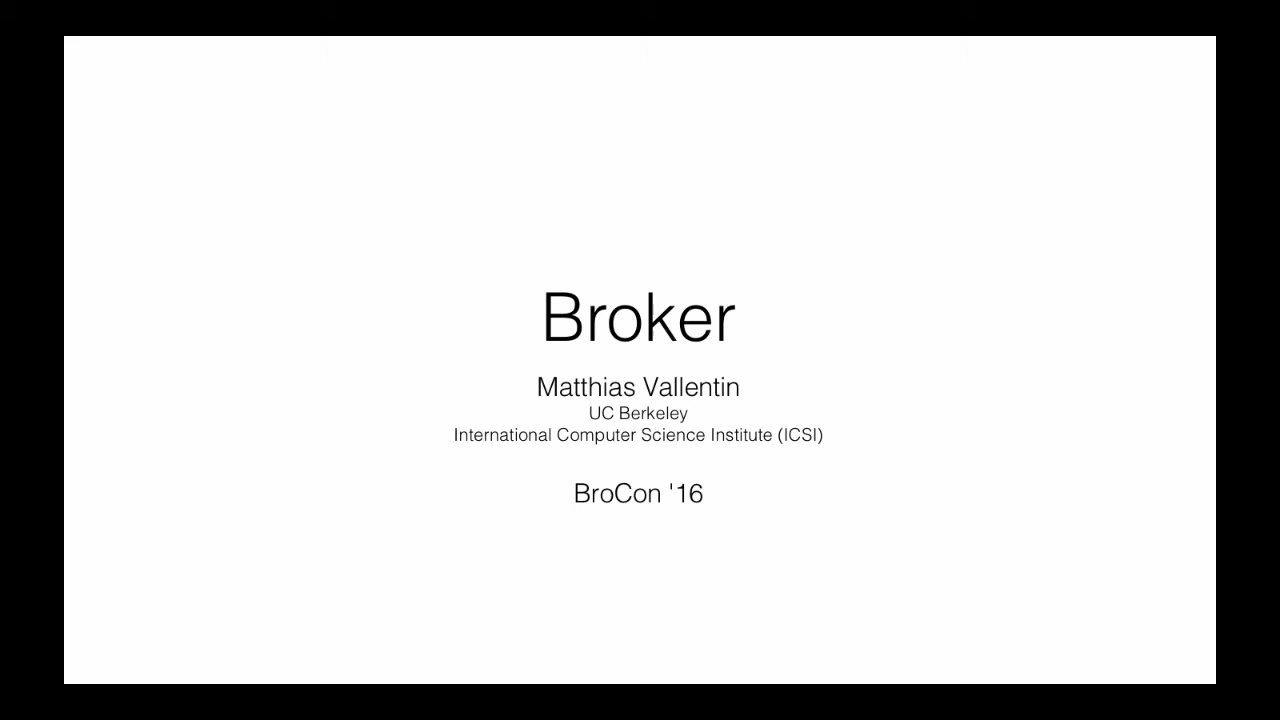 Broker
Matthias Vallentin
UC Berkeley
International Computer Science Institute (ICSI)
BroCon '16